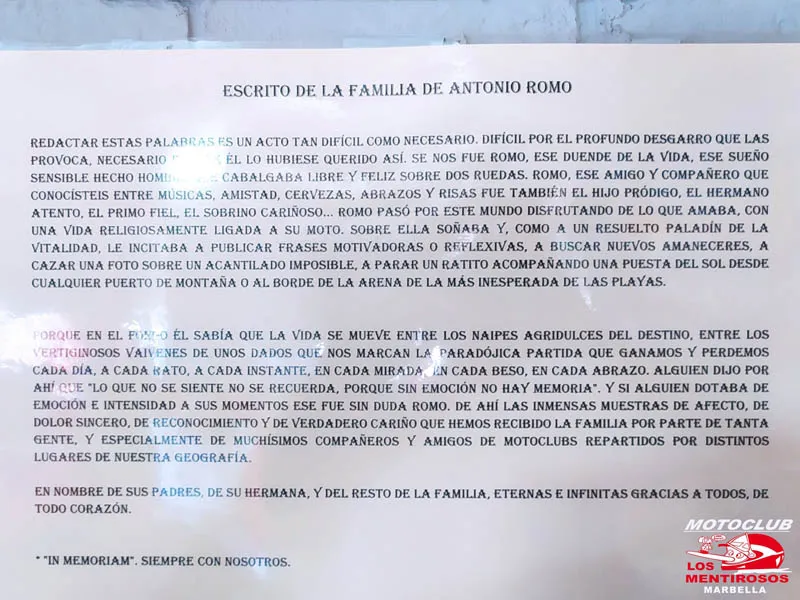 ESCRITO DE LA FAMILIA DE ANTONIO ROMO
REDACTAR ESTAS PALABRAS ES UN ACTO TAN DIFÍCIL COMO NECESARIO. DIFÍCIL POR EL PROFUNDO DESGARRO QUE LAS
PROVOCA, NECESARIO ÉL LO HUBIESE QUERIDO ASÍ. SE NOS FUE ROMO, ESE DUENDE DE LA VIDA, ESE SUEÑO
SENSIBLE HECHO HOMBRE QUE CABALGABA LIBRE Y FELIZ SOBRE DOS RUEDAS. ROMO, ESE AMIGO Y COMPAÑERO QUE
CONOCÍSTEIS ENTRE MÚSICAS, AMISTAD, CERVEZAS, ABRAZOS Y RISAS FUE TAMBIÉN EL HIJO PRÓDIGO, EL HERMANO
ATENTO, EL PRIMO FIEL, EL SOBRINO CARIÑOSO... ROMO PASÓ POR ESTE MUNDO DISFRUTANDO DE LO QUE AMABA, CON
UNA VIDA RELIGIOSAMENTE LIGADA A SU MOTO. SOBRE ELLA SOÑABA Y, COMO A UN RESUELTO PALADÍN DE LA
VITALIDAD, LE INCITABA A PUBLICAR FRASES MOTIVADORAS O REFLEXIVAS, A BUSCAR NUEVOS AMANECERES, A
CAZAR UNA FOTO SOBRE UN ACANTILADO IMPOSIBLE, A PARAR UN RATITO ACOMPAÑANDO UNA PUESTA DEL SOL DESDE
CUALQUIER PUERTO DE MONTAÑA O AL BORDE DE LA ARENA DE LA MÁS INESPERADA DE LAS PLAYAS.
PORQUE EN EL FONDO ÉL SABÍA QUE LA VIDA SE MUEVE ENTRE LOS NAIPES AGRIDULCES DEL DESTINO, ENTRE LOS
VERTIGINOSOS VAIVENES DE UNOS DADOS QUE NOS MARCAN LA PARADÓJICA PARTIDA QUE GANAMOS Y PERDEMOS
CADA DÍA, A CADA RATO, A CADA INSTANTE, EN CADA MIRADA, EN CADA BESO, EN CADA ABRAZO. ALGUIEN DIJO POR
AHÍ QUE "LO QUE NO SE SIENTE NO SE RECUERDA, PORQUE SIN EMOCIÓN NO HAY MEMORIA". Y SI ALGUIEN DOTABA DE
EMOCIÓN E INTENSIDAD A SUS MOMENTOS ESE FUE SIN DUDA ROMO. DE AHÍ LAS INMENSAS MUESTRAS DE AFECTO, DE
DOLOR SINCERO, DE RECONOCIMIENTO Y DE VERDADERO CARIÑO QUE HEMOS RECIBIDO LA FAMILIA POR PARTE DE TANTA
GENTE, Y ESPECIALMENTE DE MUCHÍSIMOS COMPAÑEROS Y AMIGOS DE MOTOCLUBS REPARTIDOS POR DISTINTOS
LUGARES DE NUESTRA GEOGRAFÍA.
EN NOMBRE DE SUS PADRES, DE SU HERMANA, Y DEL RESTO DE LA FAMILIA, ETERNAS E INFINITAS GRACIAS A TODOS, DE
TODO CORAZÓN.
* "IN MEMORIAM". SIEMPRE CON NOSOTROS.
MOTOCLUB
LOS
MENTIROSOS
MARBELLA